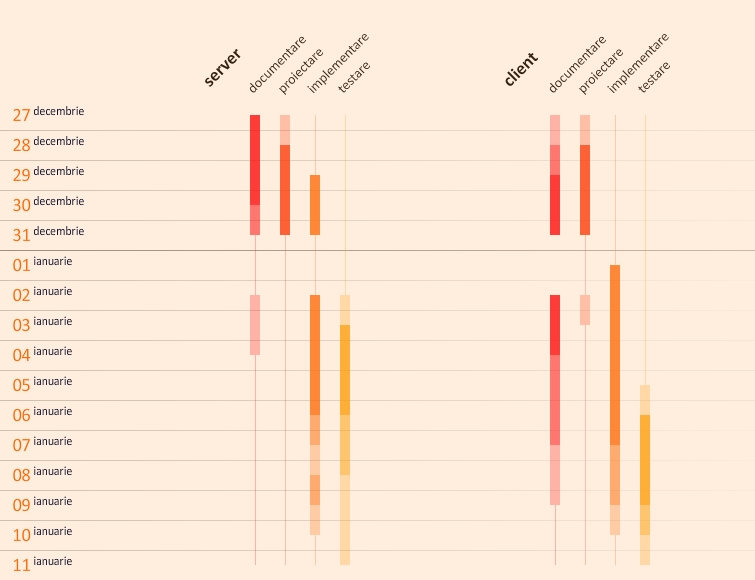 server documentare proiectare implementare testare client documentare proiectare implementare testare
27 decembrie
28 decembrie
29 decembrie
30 decembrie
31 decembrie
01 ianuarie
02 ianuarie
03 ianuarie
04 ianuarie
05 ianuarie
06 ianuarie
07 ianuarie
08 ianuarie
09 ianuarie
10 ianuarie
11 ianuarie